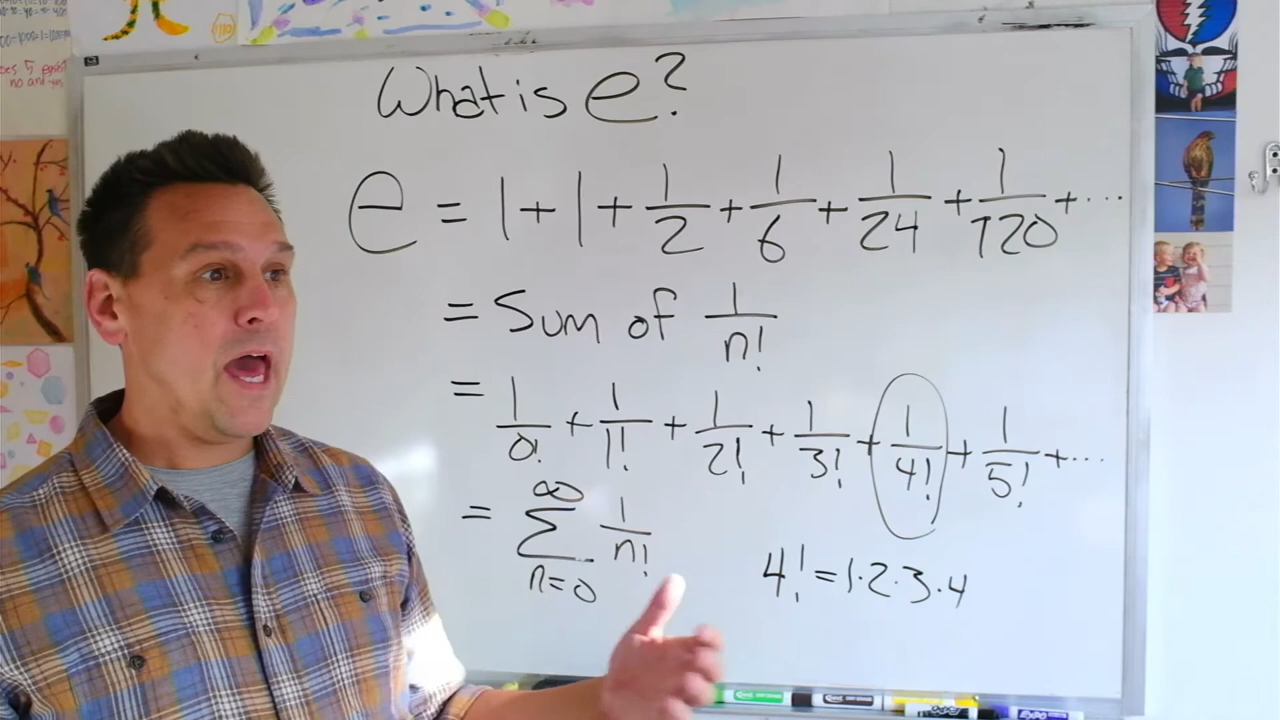 What is e?
e = 1 + 1 + 1/2 + 1/6 + 1/24 + 1/120 + ...
= Sum of 1/n!
= 1/0! + 1/1! + 1/2! + 1/3! + 1/4! + 1/5! + ...
= ∞ ∑ n=0 1/n!
4! = 1·2·3·4